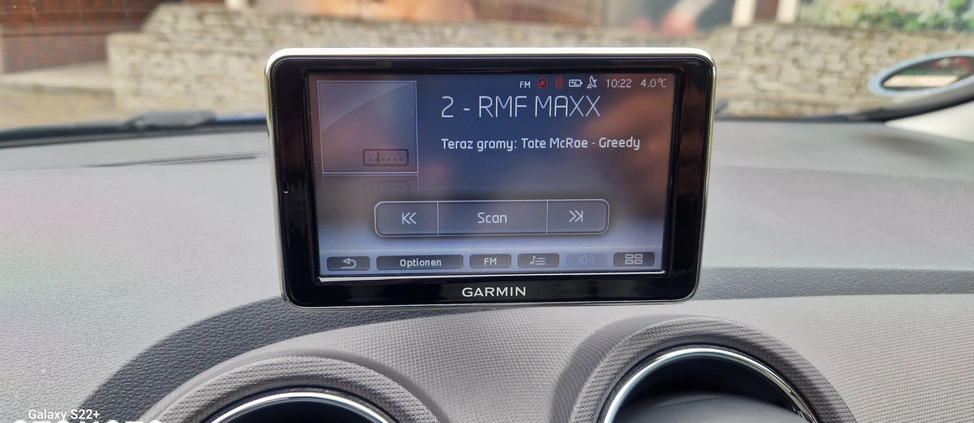 FM 10:22 4.0°C
2 - RMF MAXX
Teraz gramy: Tate McRae - Greedy
Scan
Optionen FM
GARMIN
Galaxy S22+